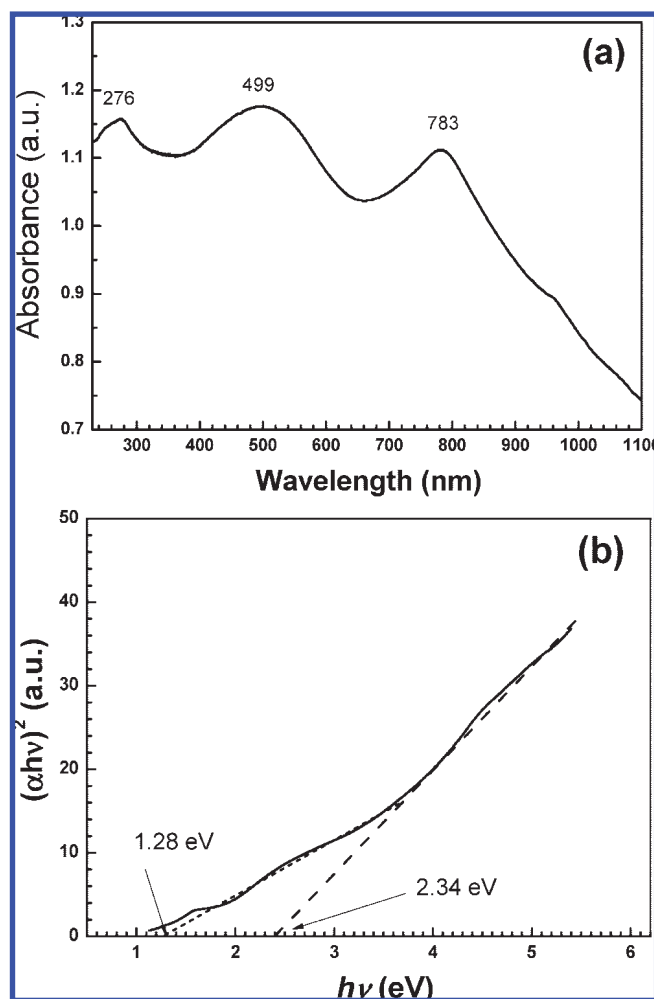 1.3
(a)
276
499
783
1.2
1.1
1.0
0.9
0.8
0.7
Absorbance (a.u.)
300 400 500 600 700 800 900 1000 1100
Wavelength (nm)
50
(b)
40
30
20
10
0
(αhν)² (a.u.)
1.28 eV
2.34 eV
1 2 3 4 5 6
hν (eV)